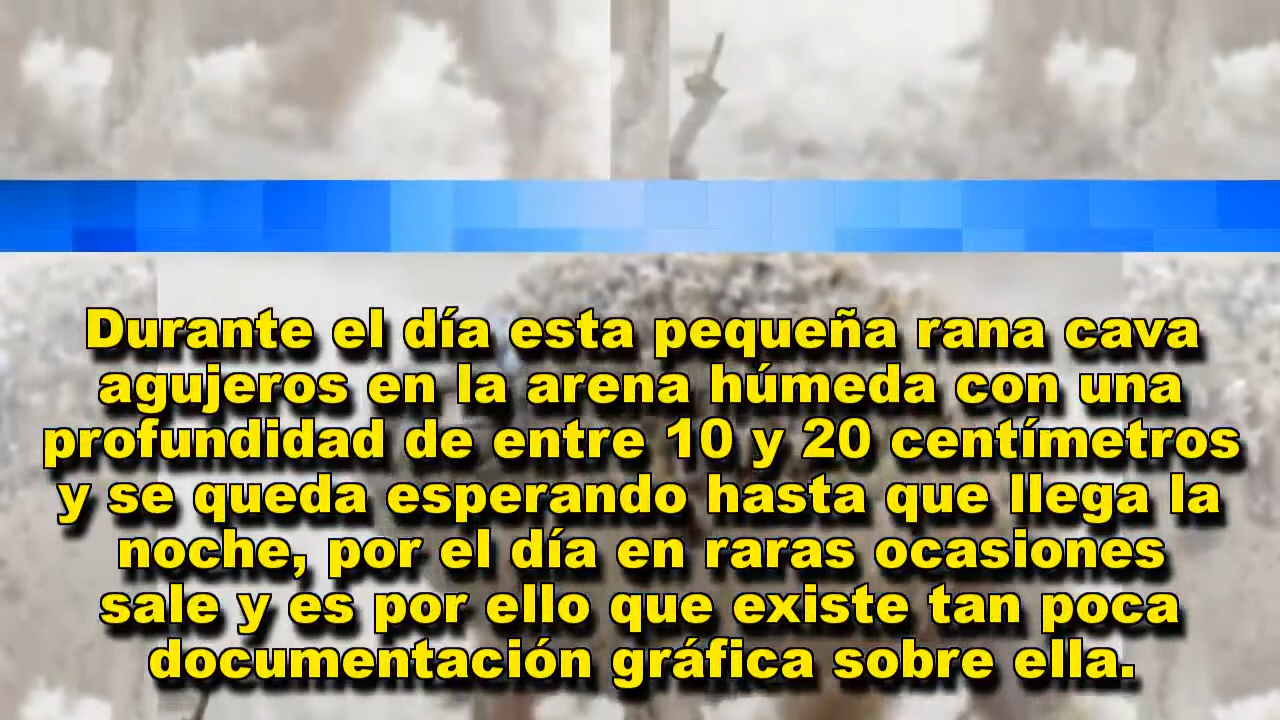 Durante el día esta pequeña rana cava
agujeros en la arena húmeda con una
profundidad de entre 10 y 20 centímetros
y se queda esperando hasta que llega la
noche, por el día en raras ocasiones
sale y es por ello que existe tan poca
documentación gráfica sobre ella.